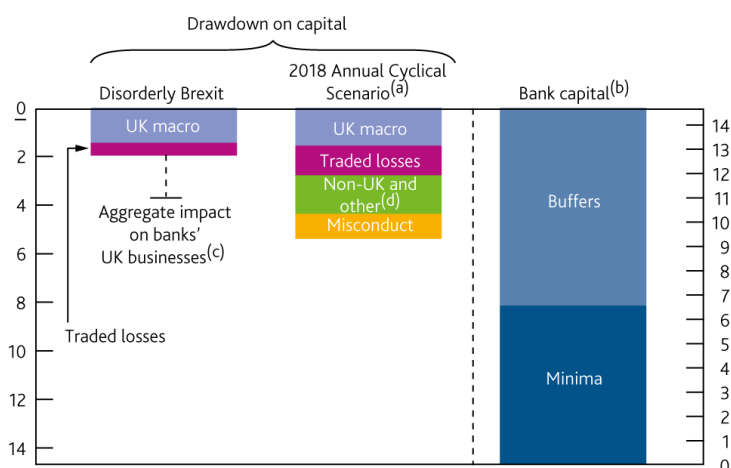 Drawdown on capital
Disorderly Brexit
2018 Annual Cyclical
Scenario(a)
Bank capital(b)
0
2
4
6
8
10
12
14
UK macro
Aggregate impact
on banks'
UK businesses(c)
Traded losses
UK macro
Traded losses
Non-UK and
other(d)
Misconduct
Buffers
Minima
14
13
12
11
10
9
8
7
6
5
4
3
2
1
0